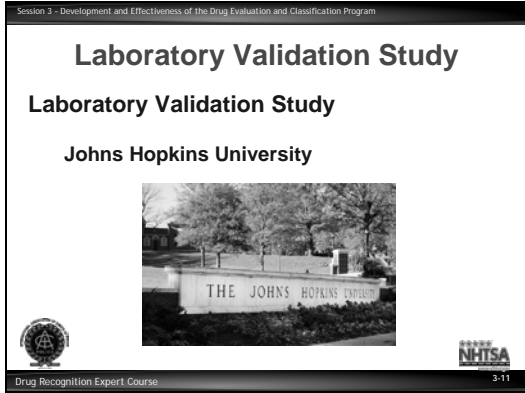 Session 3 – Development and Effectiveness of the Drug Evaluation and Classification Program
Laboratory Validation Study
Laboratory Validation Study
Johns Hopkins University
THE JOHNS HOPKINS UNIVERSITY
NHTSA
Drug Recognition Expert Course
3-11